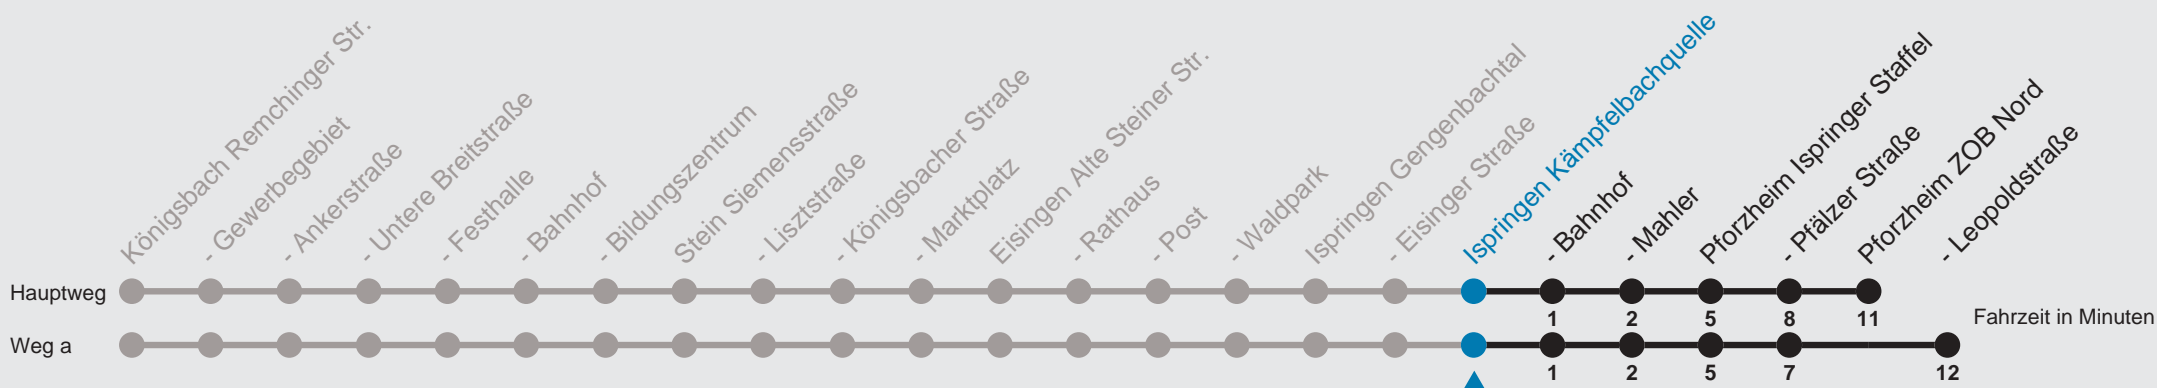 Königsbach Remchinger Str.
- Gewerbegebiet
- Ankerstraße
- Untere Breitstraße
- Festhalle
- Bahnhof
- Bildungszentrum
Stein Siemensstraße
- Lisztstraße
- Königsbacher Straße
- Marktplatz
Eisingen Alte Steiner Str.
- Rathaus
- Post
- Waldpark
Ispringen Gengenbachtal
- Eisinger Straße
Ispringen Kämpfelbachquelle
- Bahnhof
- Mahler
Pforzheim Ispringer Staffel
- Pfälzer Straße
Pforzheim ZOB Nord
- Leopoldstraße
Hauptweg
1 2 5 8 11
Fahrzeit in Minuten
Weg a
1 2 5 7 12